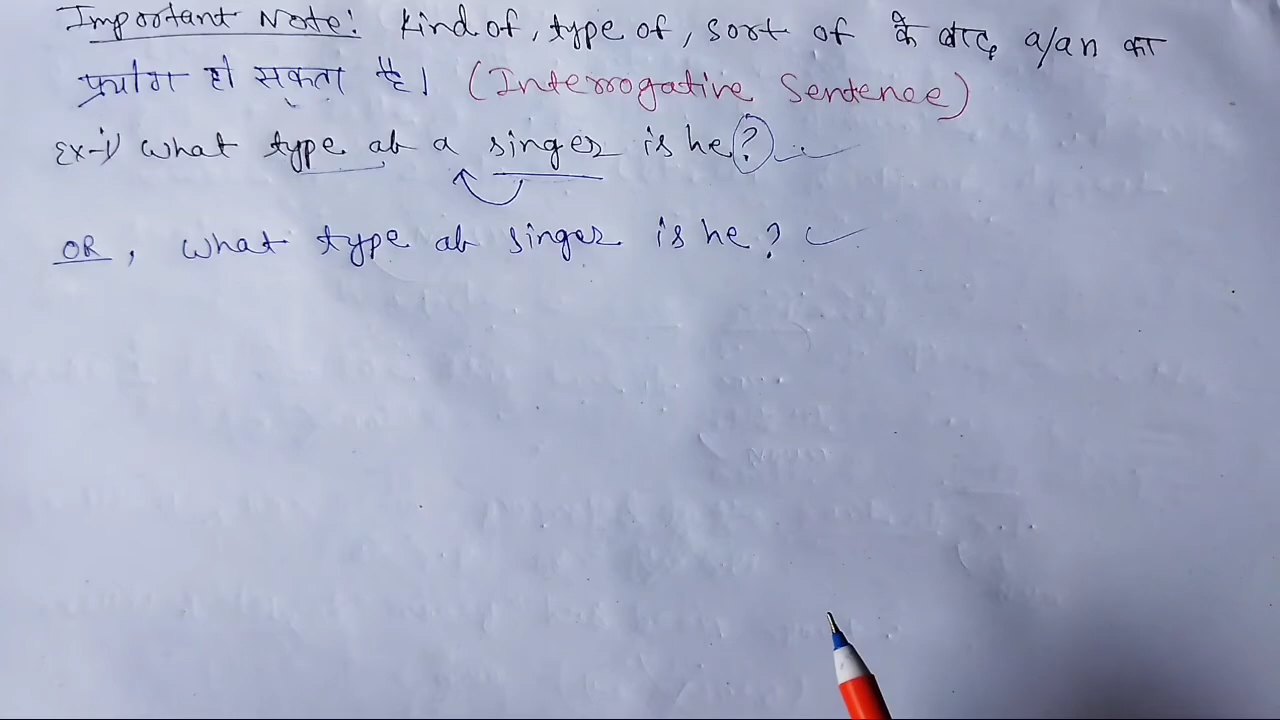 Important Note: Kind of, type of, sort of के बाद a/an का
प्रयोग हो सकता है। (Interrogative Sentence)
Ex-i) What type of a singer is he?
OR, What type of singer is he?